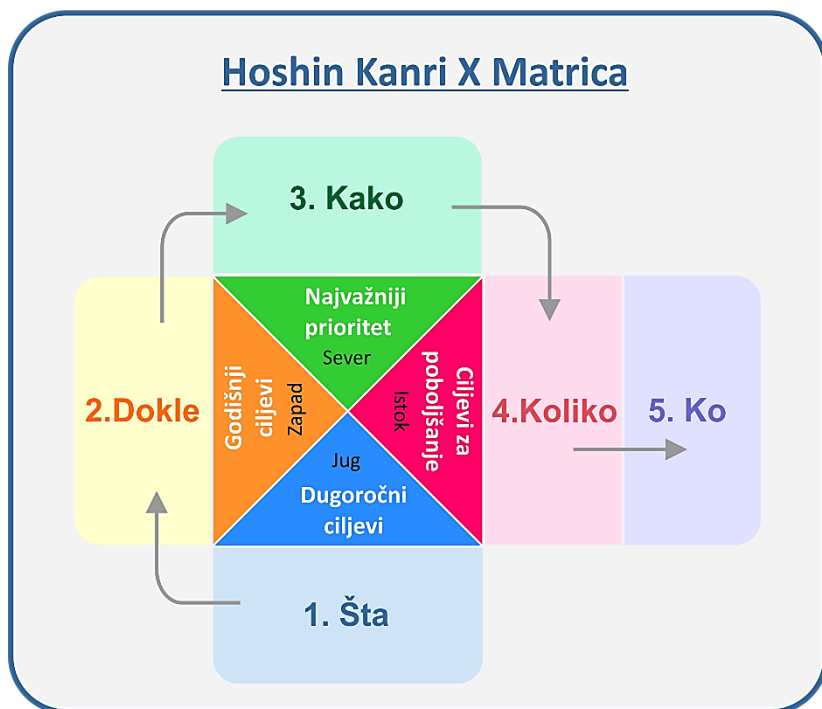 Hoshin Kanri X Matrica
3. Kako
Najvažniji
prioritet
Sever
2.Dokle
Godišnji
ciljevi
Zapad
Istok
Ciljevi za
poboljšanje
4.Koliko
5. Ko
Jug
Dugoročni
ciljevi
1. Šta